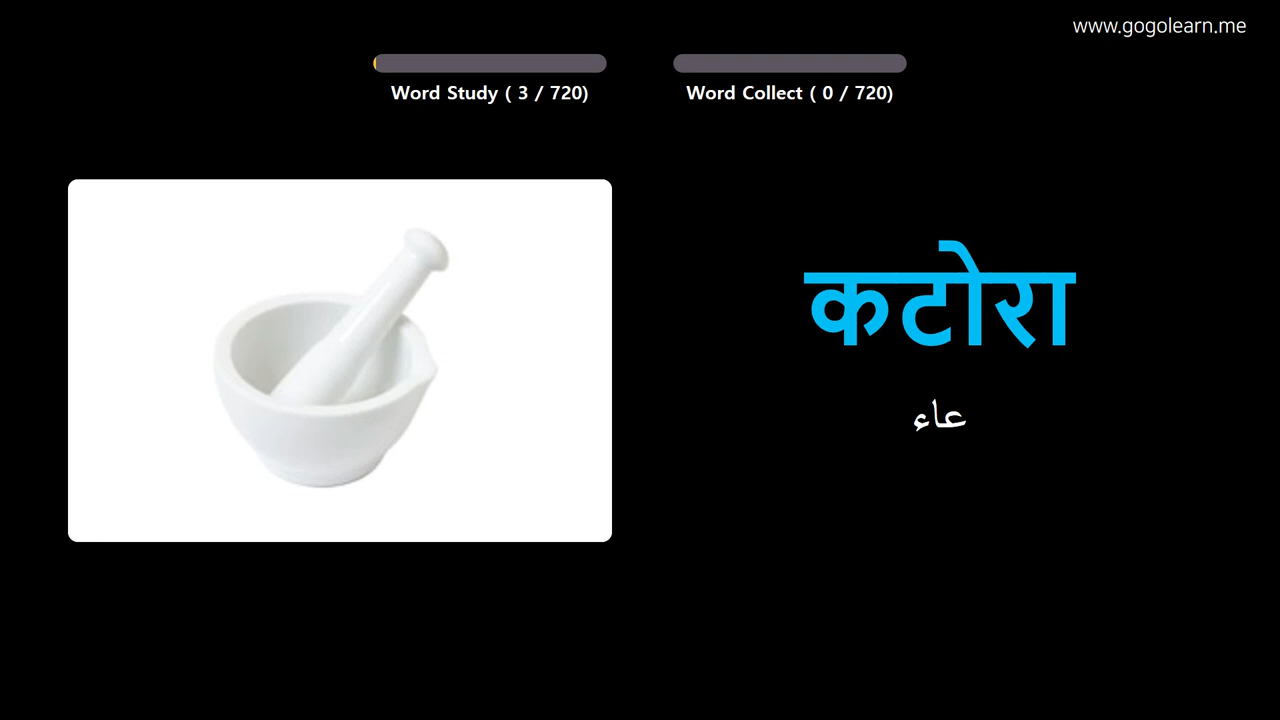 www.gogolearn.me
Word Study ( 3 / 720)
Word Collect ( 0 / 720)
कटोरा
عاء